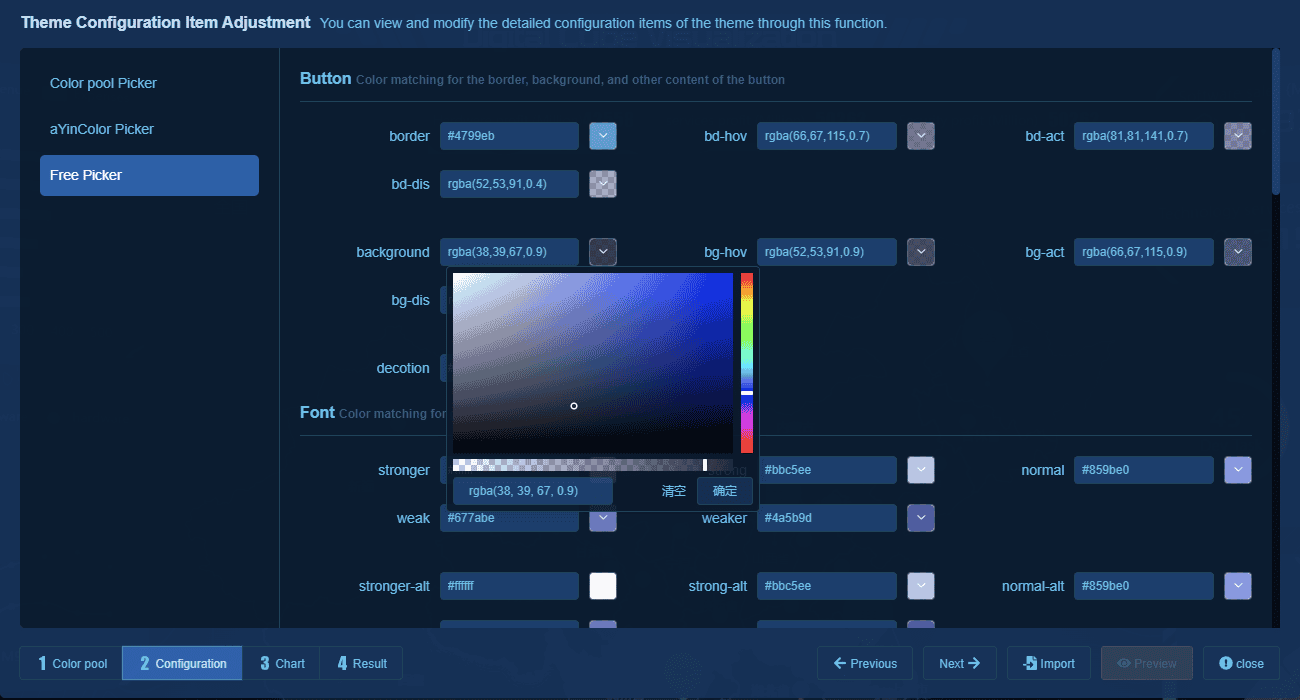 Theme Configuration Item Adjustment You can view and modify the detailed configuration items of the theme through this function.
Color pool Picker
aYinColor Picker
Free Picker
Button Color matching for the border, background, and other content of the button
border #4799eb bd-hov rgba(66,67,115,0.7) bd-act rgba(81,81,141,0.7)
bd-dis rgba(52,53,91,0.4)
background rgba(38,39,67,0.9) bg-hov rgba(52,53,91,0.9) bg-act rgba(66,67,115,0.9)
bg-dis
decotion
Font Color matching for
stronger strong #bbc5ee normal #859be0
rgba(38, 39, 67, 0.9) 清空 确定
weak #677abe weaker #4a5b9d
stronger-alt #ffffff strong-alt #bbc5ee normal-alt #859be0
1 Color pool 2 Configuration 3 Chart 4 Result Previous Next Import Preview close